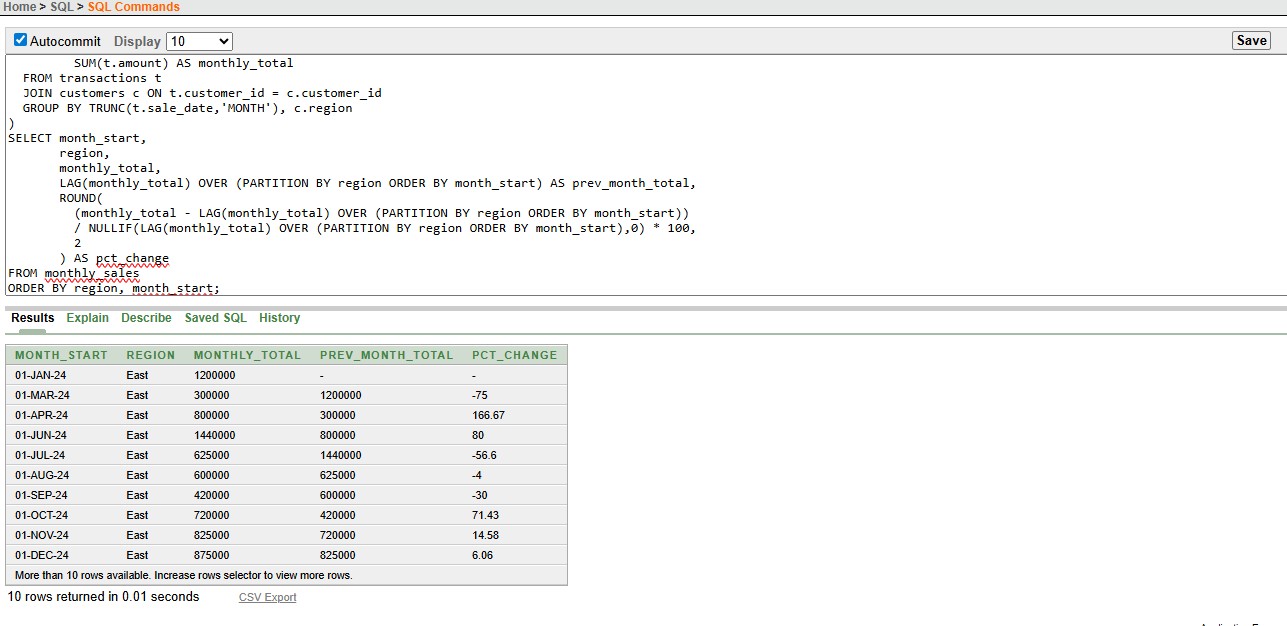 Home > SQL > SQL Commands
Autocommit Display 10 Save
SUM(t.amount) AS monthly_total
FROM transactions t
JOIN customers c ON t.customer_id = c.customer_id
GROUP BY TRUNC(t.sale_date,'MONTH'), c.region
)
SELECT month_start,
region,
monthly_total,
LAG(monthly_total) OVER (PARTITION BY region ORDER BY month_start) AS prev_month_total,
ROUND(
(monthly_total - LAG(monthly_total) OVER (PARTITION BY region ORDER BY month_start))
/ NULLIF(LAG(monthly_total) OVER (PARTITION BY region ORDER BY month_start),0) * 100,
2
) AS pct_change
FROM monthly_sales
ORDER BY region, month_start;
Results Explain Describe Saved SQL History
MONTH_START REGION MONTHLY_TOTAL PREV_MONTH_TOTAL PCT_CHANGE
01-JAN-24 East 1200000 - -
01-MAR-24 East 300000 1200000 -75
01-APR-24 East 800000 300000 166.67
01-JUN-24 East 1440000 800000 80
01-JUL-24 East 625000 1440000 -56.6
01-AUG-24 East 600000 625000 -4
01-SEP-24 East 420000 600000 -30
01-OCT-24 East 720000 420000 71.43
01-NOV-24 East 825000 720000 14.58
01-DEC-24 East 875000 825000 6.06
More than 10 rows available. Increase rows selector to view more rows.
10 rows returned in 0.01 seconds CSV Export